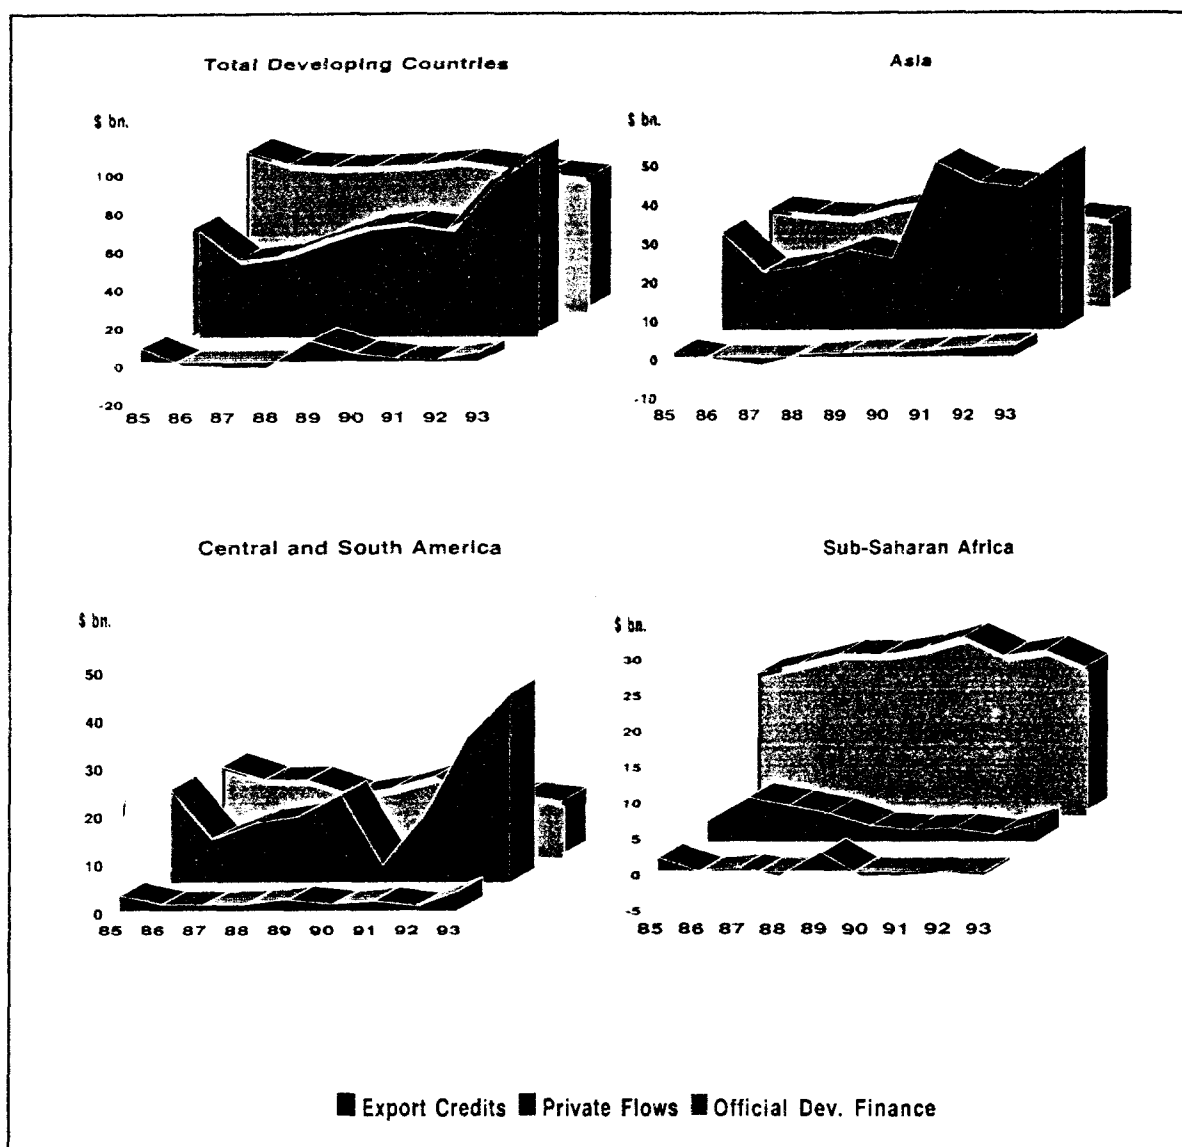 Total Developing Countries
$ bn.
100
80
60
40
20
0
-20
85 86 87 88 89 90 91 92 93
Asia
$ bn.
50
40
30
20
10
0
-10
85 86 87 88 89 90 91 92 93
Central and South America
$ bn.
50
40
30
20
10
0
85 86 87 88 89 90 91 92 93
Sub-Saharan Africa
$ bn.
30
25
20
15
10
5
0
-5
85 86 87 88 89 90 91 92 93
Export Credits Private Flows Official Dev. Finance